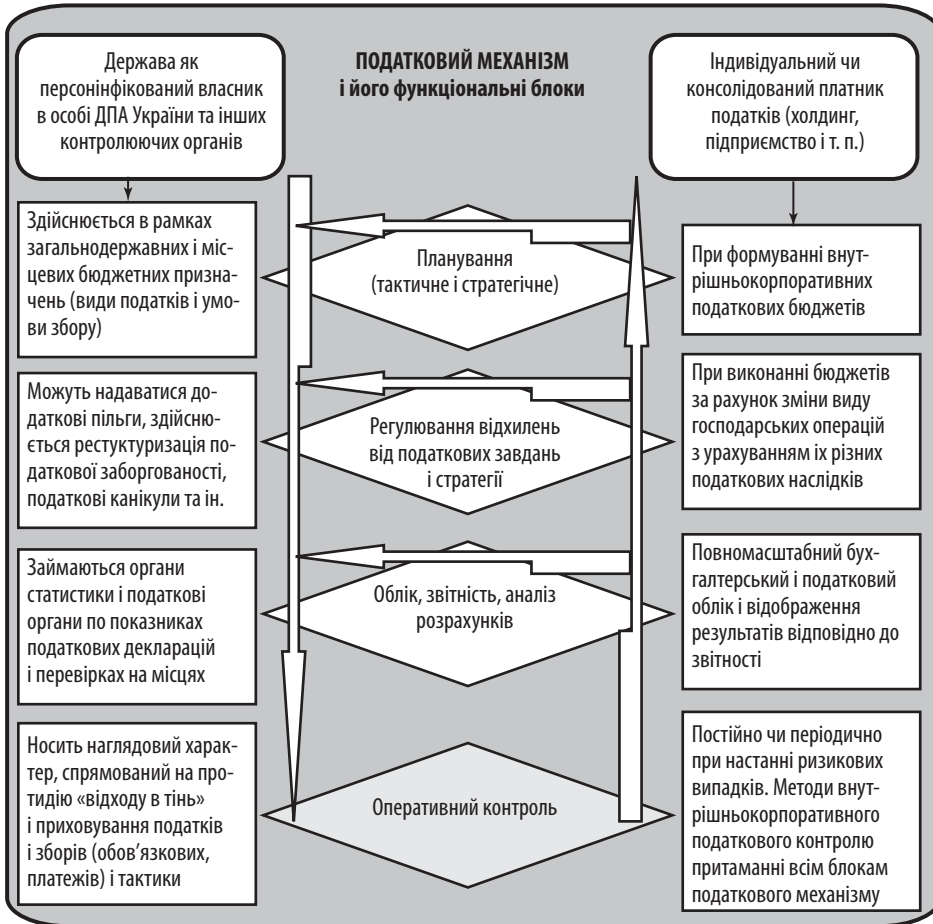 Держава як
персонінфікований власник
в особі ДПА України та інших
контролюючих органів
ПОДАТКОВИЙ МЕХАНІЗМ
і його функціональні блоки
Індивідуальний чи
консолідований платник
податків (холдинг,
підприємство і т. п.)
Здійснюється в рамках
загальнодержавних і міс-
цевих бюджетних призна-
чень (види податків і умо-
ви збору)
Планування
(тактичне і стратегічне)
При формуванні внут-
рішньокорпоративних
податкових бюджетів
Можуть надаватися до-
даткові пільги, здійсню-
ється рестуктуризація по-
даткової заборгованості,
податкові канікули та ін.
Регулювання відхилень
від податкових завдань
і стратегії
При виконанні бюджетів
за рахунок зміни виду
господарських операцій
з урахуванням їх різних
податкових наслідків
Займаються органи
статистики і податкові
органи по показниках
податкових декларацій
і перевірках на місцях
Облік, звітність, аналіз
розрахунків
Повномасштабний бух-
галтерський і податковий
облік і відображення
результатів відповідно до
звітності
Носить наглядовий харак-
тер, спрямований на про-
тидію «відходу в тінь»
і приховування податків
і зборів (обов'язкових,
платежів) і тактики
Оперативний контроль
Постійно чи періодично
при настанні ризикових
випадків. Методи внут-
рішньокорпоративного
податкового контролю
притаманні всім блокам
податкового механізму